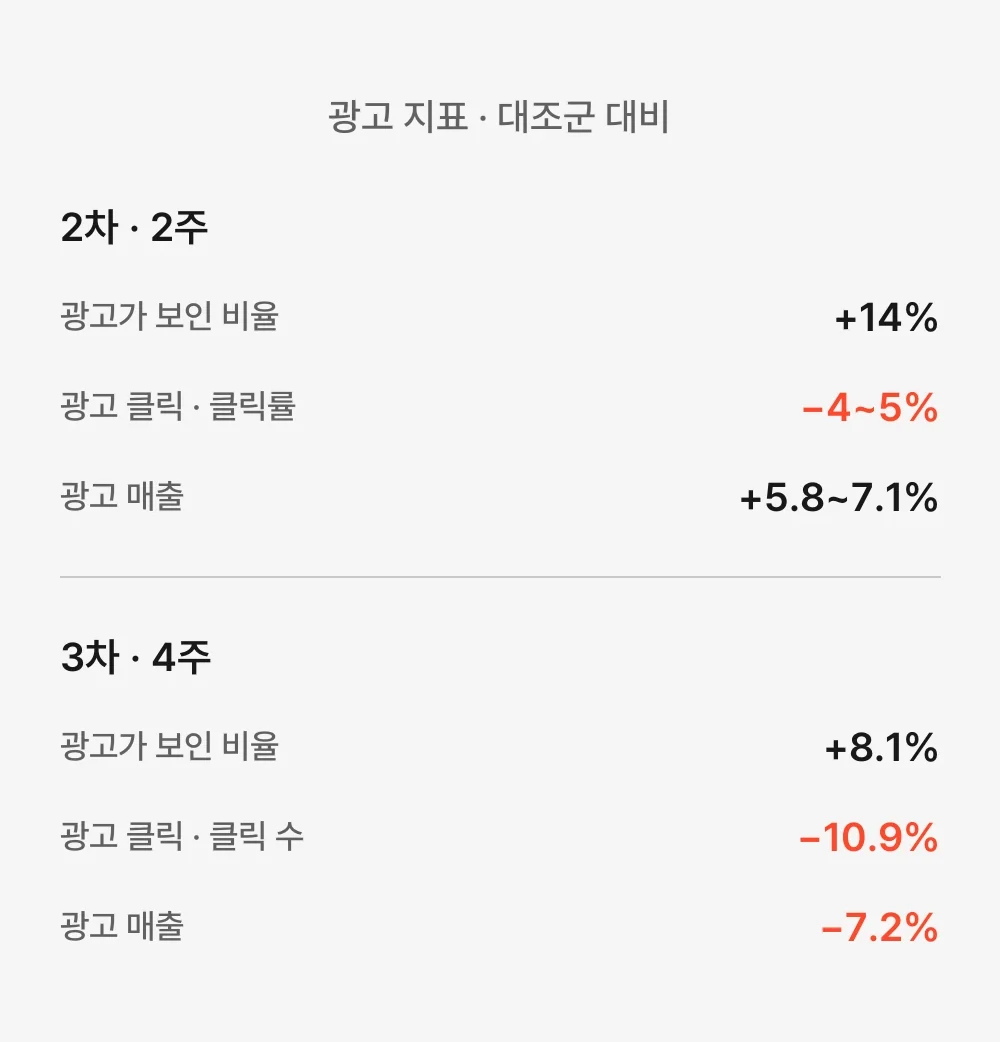 광고 지표 · 대조군 대비
2차 · 2주
광고가 보인 비율 +14%
광고 클릭 · 클릭률 −4~5%
광고 매출 +5.8~7.1%
3차 · 4주
광고가 보인 비율 +8.1%
광고 클릭 · 클릭 수 −10.9%
광고 매출 −7.2%